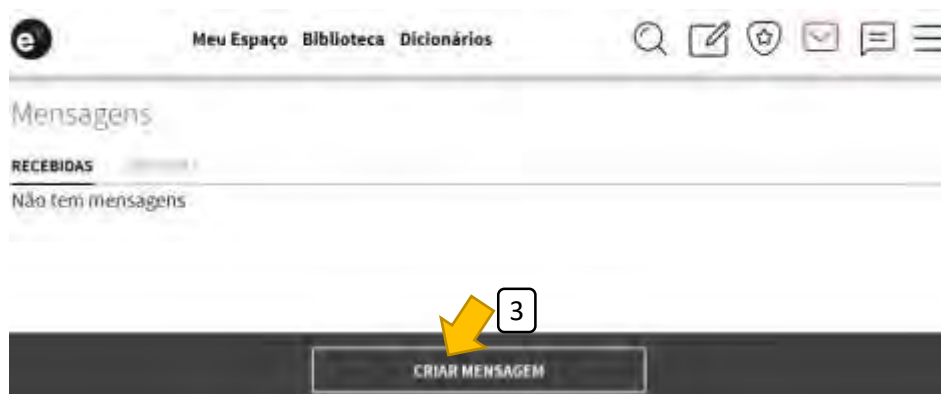 e
Meu Espaço Biblioteca Dicionários
Mensagens
RECEBIDAS
Não tem mensagens
3
CRIAR MENSAGEM